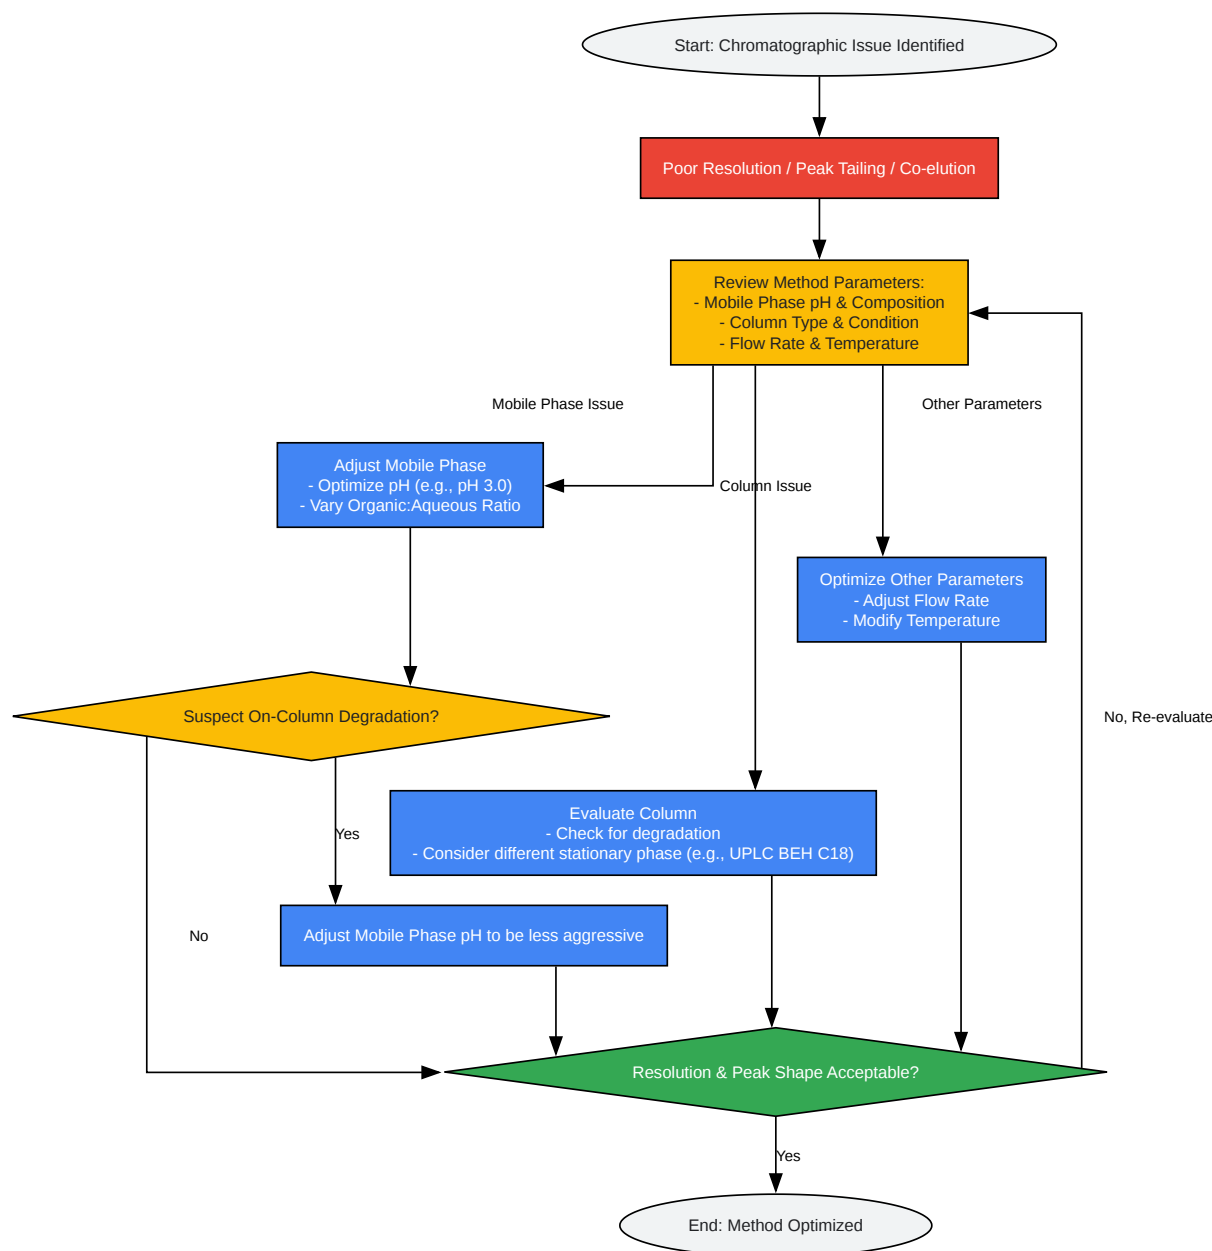 Start: Chromatographic Issue Identified
Poor Resolution / Peak Tailing / Co-elution
Review Method Parameters:
- Mobile Phase pH & Composition
- Column Type & Condition
- Flow Rate & Temperature
Mobile Phase Issue
Other Parameters
Adjust Mobile Phase
- Optimize pH (e.g., pH 3.0)
- Vary Organic:Aqueous Ratio
Column Issue
Optimize Other Parameters
- Adjust Flow Rate
- Modify Temperature
Suspect On-Column Degradation?
No, Re-evaluate
Evaluate Column
- Check for degradation
- Consider different stationary phase (e.g., UPLC BEH C18)
Yes
No
Adjust Mobile Phase pH to be less aggressive
Resolution & Peak Shape Acceptable?
Yes
End: Method Optimized